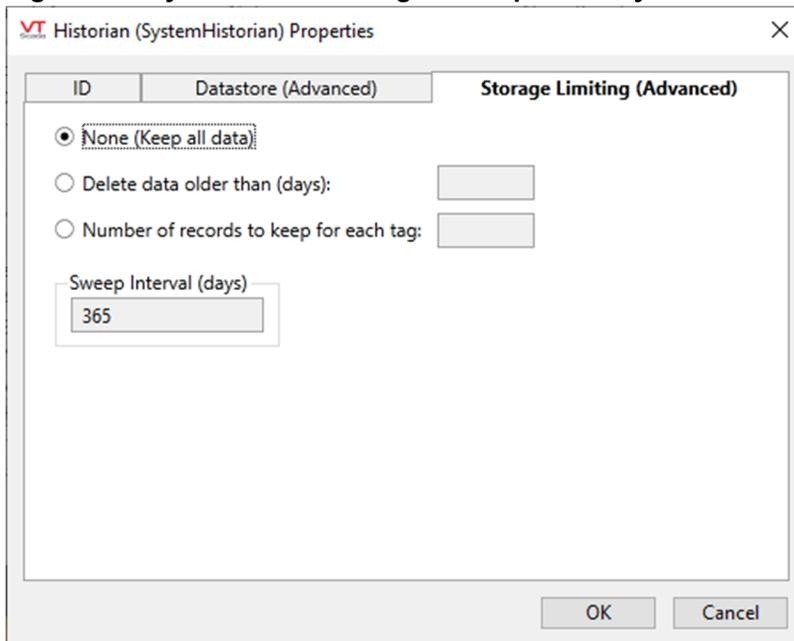 VT Scada Historian (SystemHistorian) Properties
ID Datastore (Advanced) Storage Limiting (Advanced)
None (Keep all data)
Delete data older than (days):
Number of records to keep for each tag:
Sweep Interval (days)
365
OK Cancel